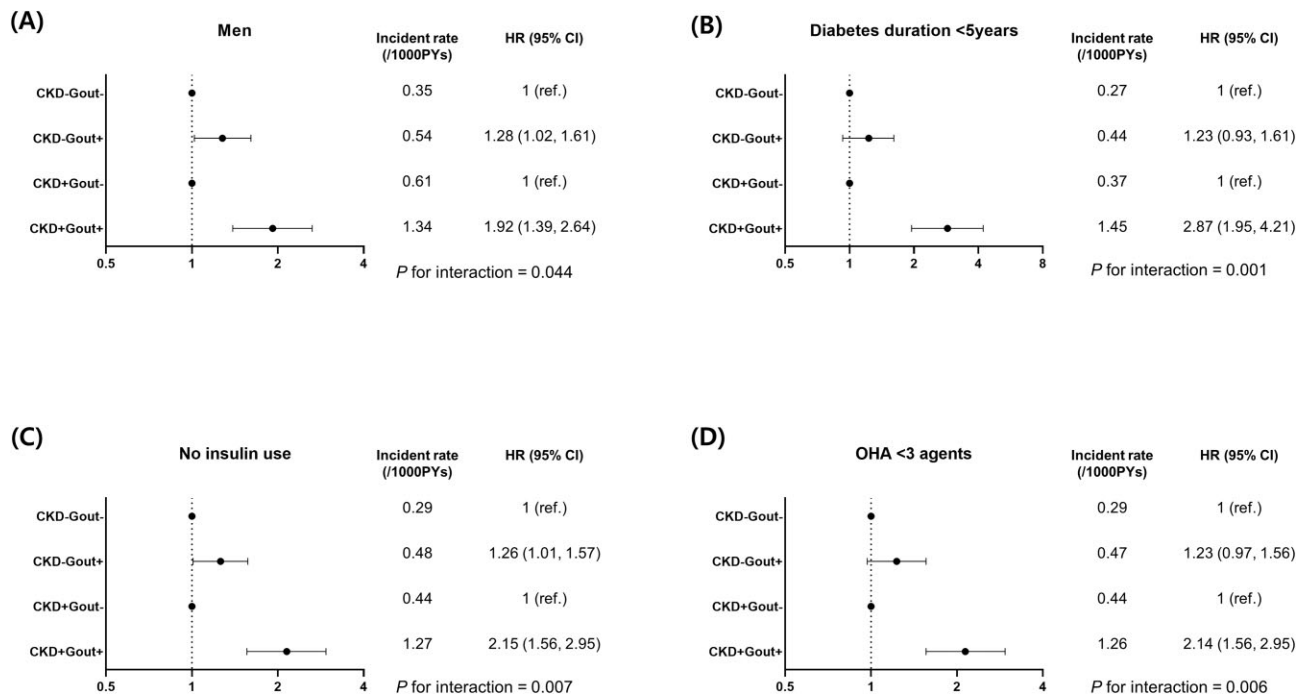 (A)
Men
Incident rate
(/1000PYs)
HR (95% CI)
CKD-Gout-
0.35
1 (ref.)
CKD-Gout+
0.54
1.28 (1.02, 1.61)
CKD+Gout-
0.61
1 (ref.)
CKD+Gout+
1.34
1.92 (1.39, 2.64)
0.5
1
2
4
P for interaction = 0.044
(B)
Diabetes duration <5years
Incident rate
(/1000PYs)
HR (95% CI)
CKD-Gout-
0.27
1 (ref.)
CKD-Gout+
0.44
1.23 (0.93, 1.61)
CKD+Gout-
0.37
1 (ref.)
CKD+Gout+
1.45
2.87 (1.95, 4.21)
0.5
1
2
4
8
P for interaction = 0.001
(C)
No insulin use
Incident rate
(/1000PYs)
HR (95% CI)
CKD-Gout-
0.29
1 (ref.)
CKD-Gout+
0.48
1.26 (1.01, 1.57)
CKD+Gout-
0.44
1 (ref.)
CKD+Gout+
1.27
2.15 (1.56, 2.95)
0.5
1
2
4
P for interaction = 0.007
(D)
OHA <3 agents
Incident rate
(/1000PYs)
HR (95% CI)
CKD-Gout-
0.29
1 (ref.)
CKD-Gout+
0.47
1.23 (0.97, 1.56)
CKD+Gout-
0.44
1 (ref.)
CKD+Gout+
1.26
2.14 (1.56, 2.95)
0.5
1
2
4
P for interaction = 0.006